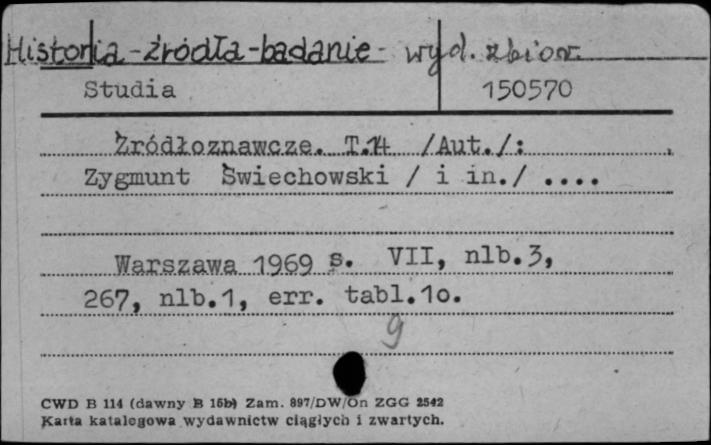 Historia - źródła - badanie - wyd. zbior.
Studia 150570
Źródłoznawcze. T.14 /Aut./:
Zygmunt Świechowski / i in./ ....
Warszawa 1969 s. VII, nlb.3,
267, nlb.1, err. tabl.10.
9
CWD B 114 (dawny B 15b) Zam. 897/DW/On ZGG 2542
Karta katalogowa wydawnictw ciągłych i zwartych.